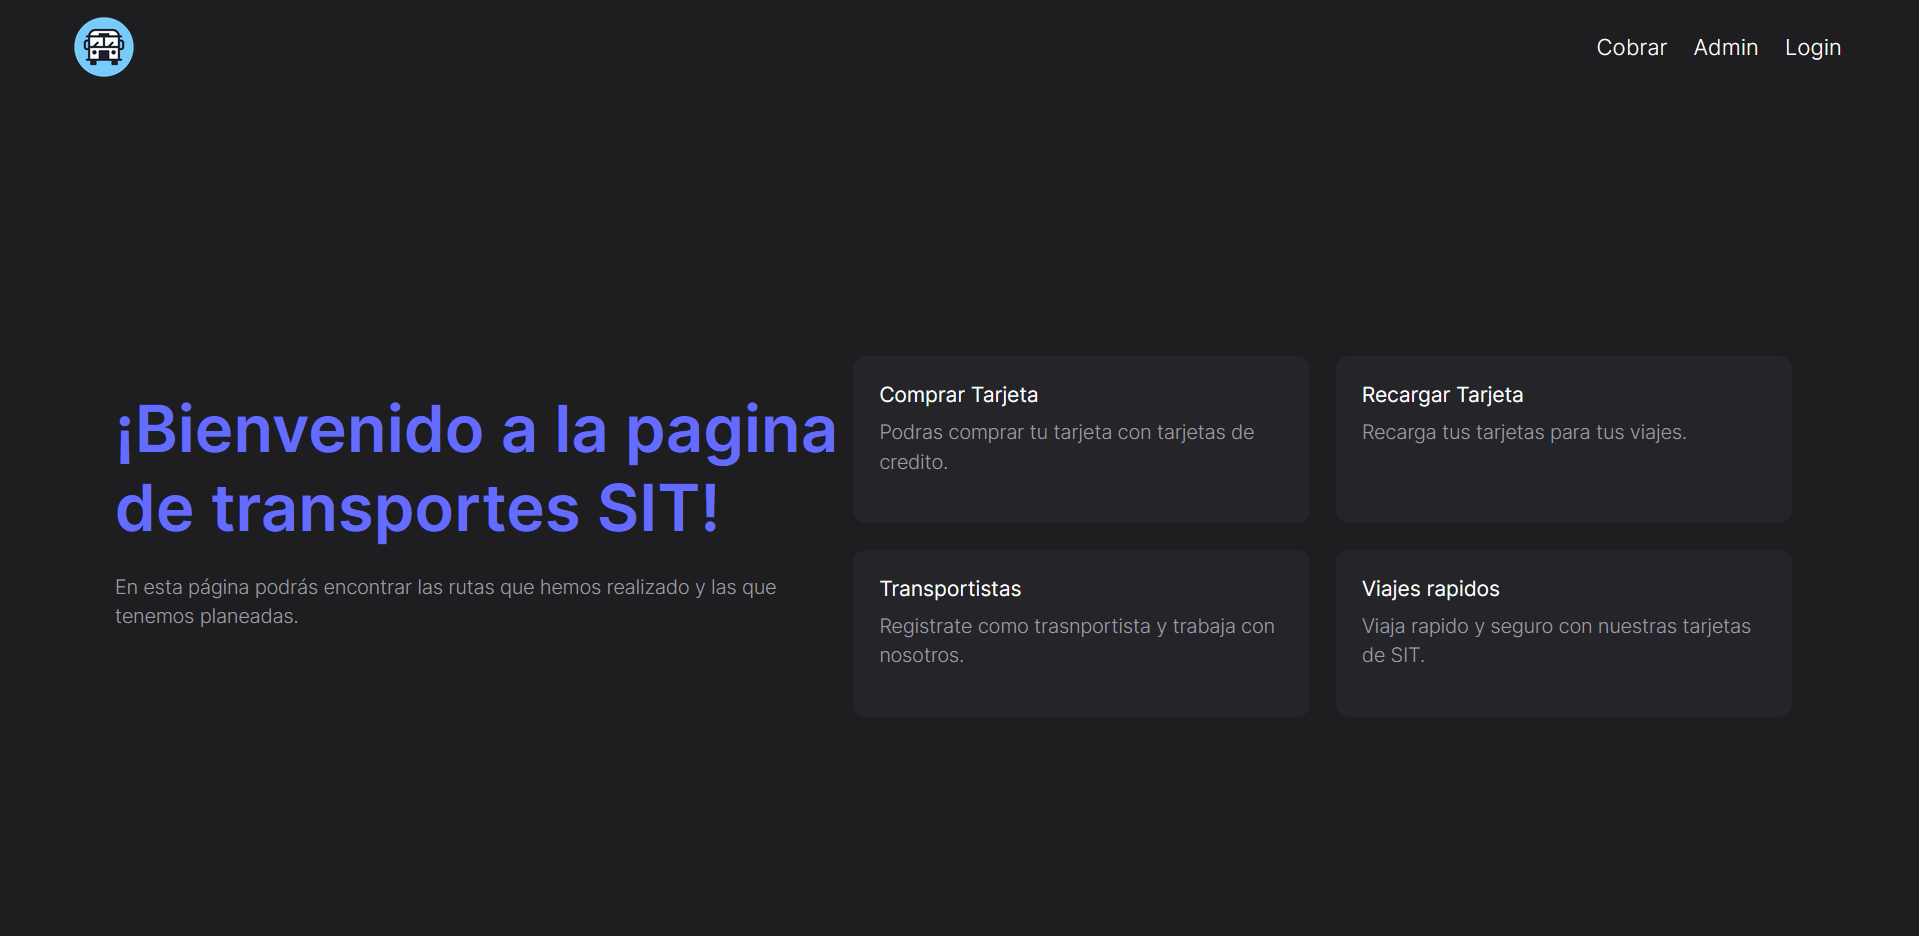 Cobrar Admin Login
¡Bienvenido a la pagina
de transportes SIT!
En esta página podrás encontrar las rutas que hemos realizado y las que
tenemos planeadas.
Comprar Tarjeta
Podras comprar tu tarjeta con tarjetas de
credito.
Recargar Tarjeta
Recarga tus tarjetas para tus viajes.
Transportistas
Registrate como trasnportista y trabaja con
nosotros.
Viajes rapidos
Viaja rapido y seguro con nuestras tarjetas
de SIT.